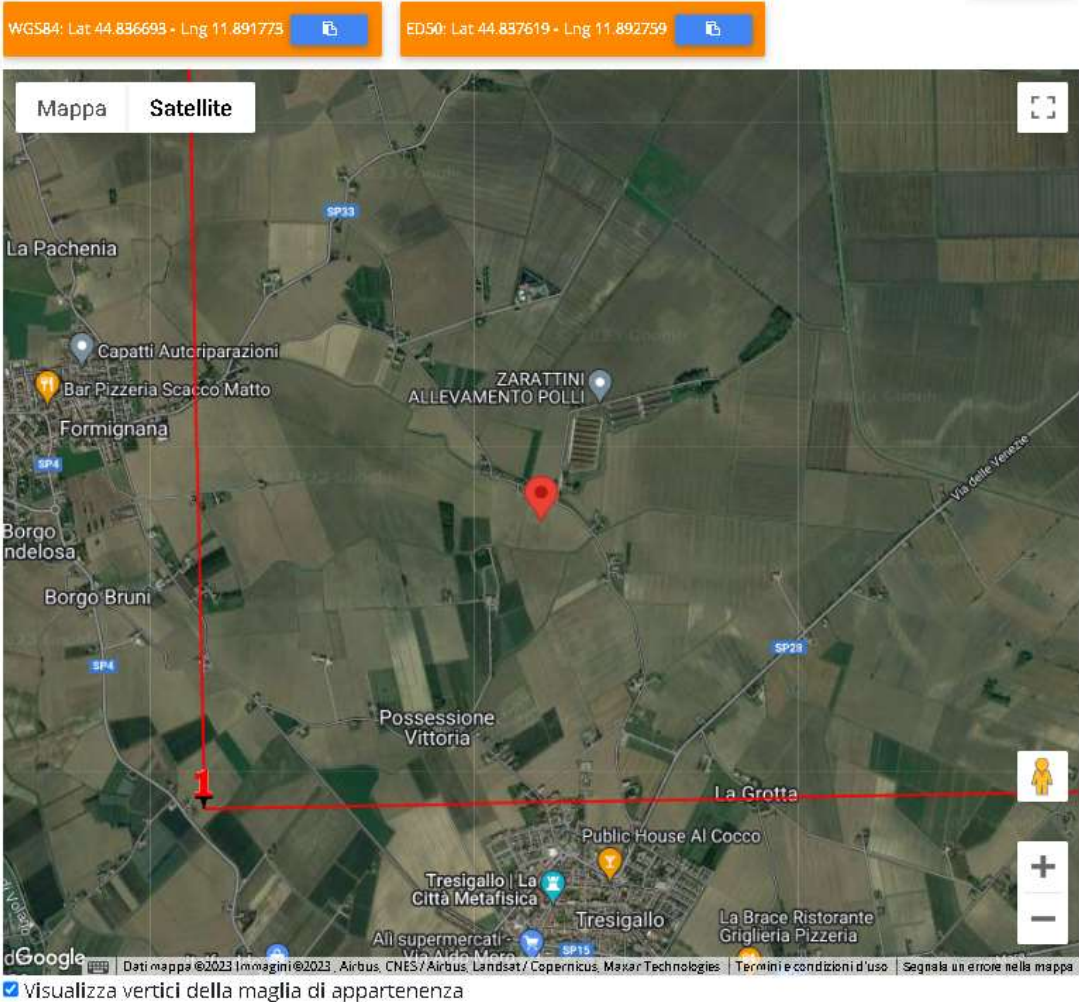 WGS84: Lat 44.836693 - Lng 11.891773
ED50: Lat 44.837619 - Lng 11.892759
Mappa
Satellite
SP33
La Pachenia
Capatti Autoriparazioni
ZARATTINI
ALLEVAMENTO POLLI
Bar Pizzeria Scacco Matto
Formignana
SP4
Via delle Venezie
Borgo
ndelosa
Borgo Bruni
SP4
SP28
Possessione
Vittoria
1
La Grotta
Public House Al Cocco
Tresigallo | La
Città Metafisica
Tresigallo
La Brace Ristorante
Griglieria Pizzeria
Alì supermercati -
Via Aldo Moro
SP15
di Volano
Google
Dati mappa ©2023 Immagini ©2023 , Airbus, CNES / Airbus, Landsat / Copernicus, Maxar Technologies
Termini e condizioni d'uso
Segnala un errore nella mappa
Visualizza vertici della maglia di appartenenza